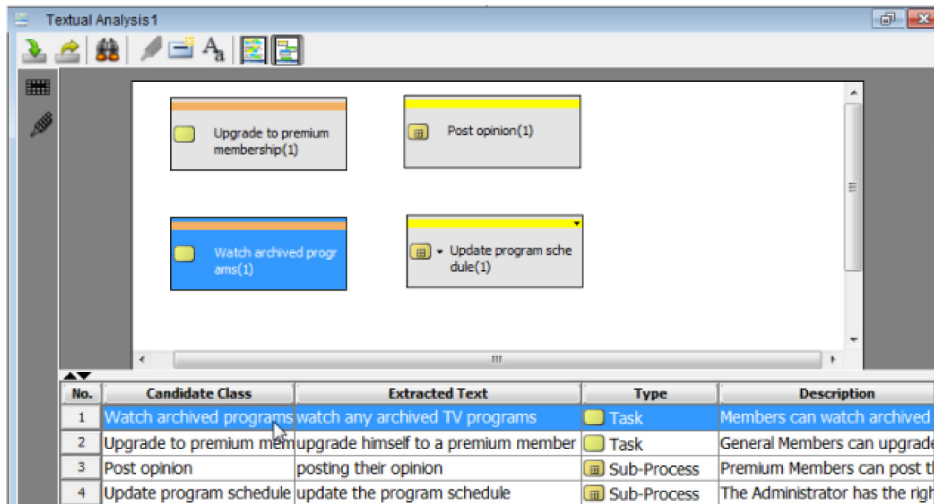 Textual Analysis1
Aa
Upgrade to premium
membership(1)
Post opinion(1)
Watch archived progr
ams(1)
Update program sche
dule(1)
No. Candidate Class Extracted Text Type Description
1 Watch archived programs watch any archived TV programs Task Members can watch archived
2 Upgrade to premium mem upgrade himself to a premium member Task General Members can upgrade
3 Post opinion posting their opinion Sub-Process Premium Members can post th
4 Update program schedule update the program schedule Sub-Process The Administrator has the righ